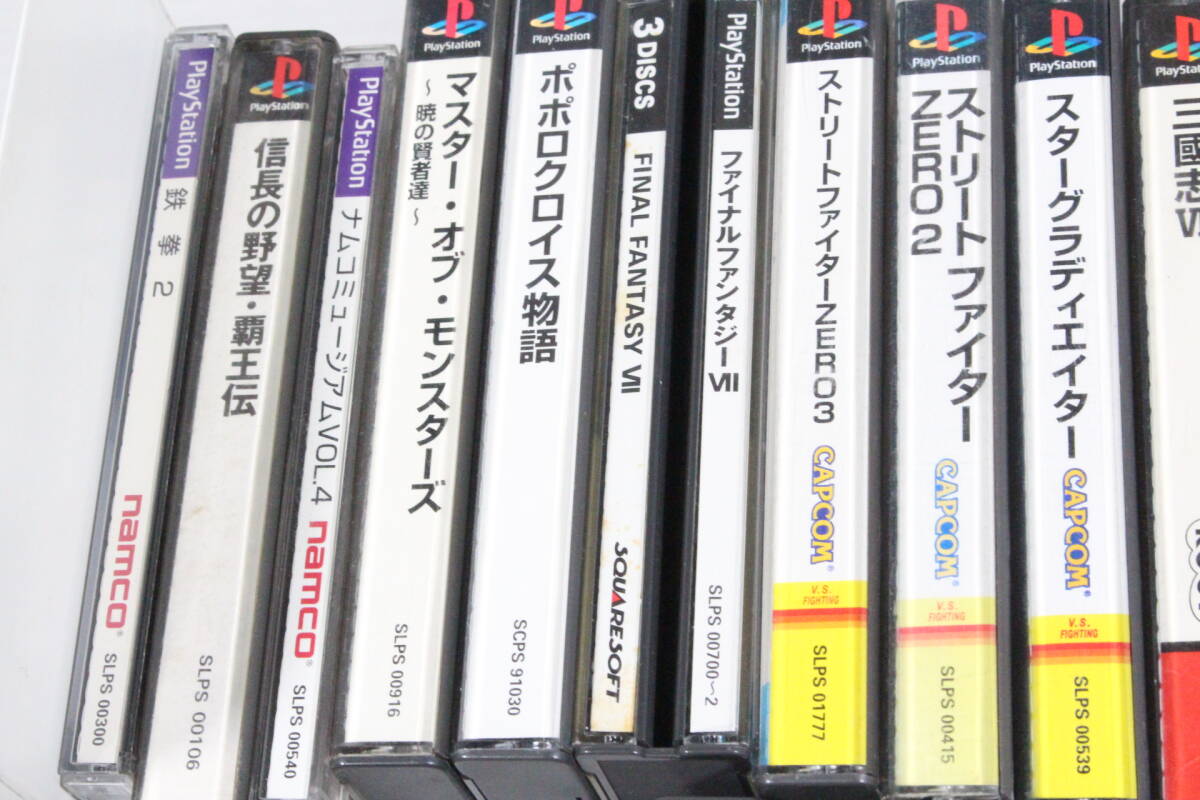 PlayStation
鉄拳2
namco
SLPS 00300
PlayStation
信長の野望・覇王伝
SLPS 00106
PlayStation
ナムコミュージアムVOL.4
namco
SLPS 00540
PlayStation
マスター・オブ・モンスターズ
～暁の賢者達～
SLPS 00916
PlayStation
ポポロクロイス物語
SCPS 91030
3 DISCS
FINAL FANTASY VII
SQUARESOFT
PlayStation
ファイナルファンタジーVII
SLPS 00700～2
PlayStation
ストリートファイターZERO3
CAPCOM
V.S.
FIGHTING
SLPS 01777
PlayStation
ストリートファイター
ZERO2
CAPCOM
V.S.
FIGHTING
SLPS 00415
PlayStation
スターグラディエイター
CAPCOM
V.S.
FIGHTING
SLPS 00539
PlayStation
三國志